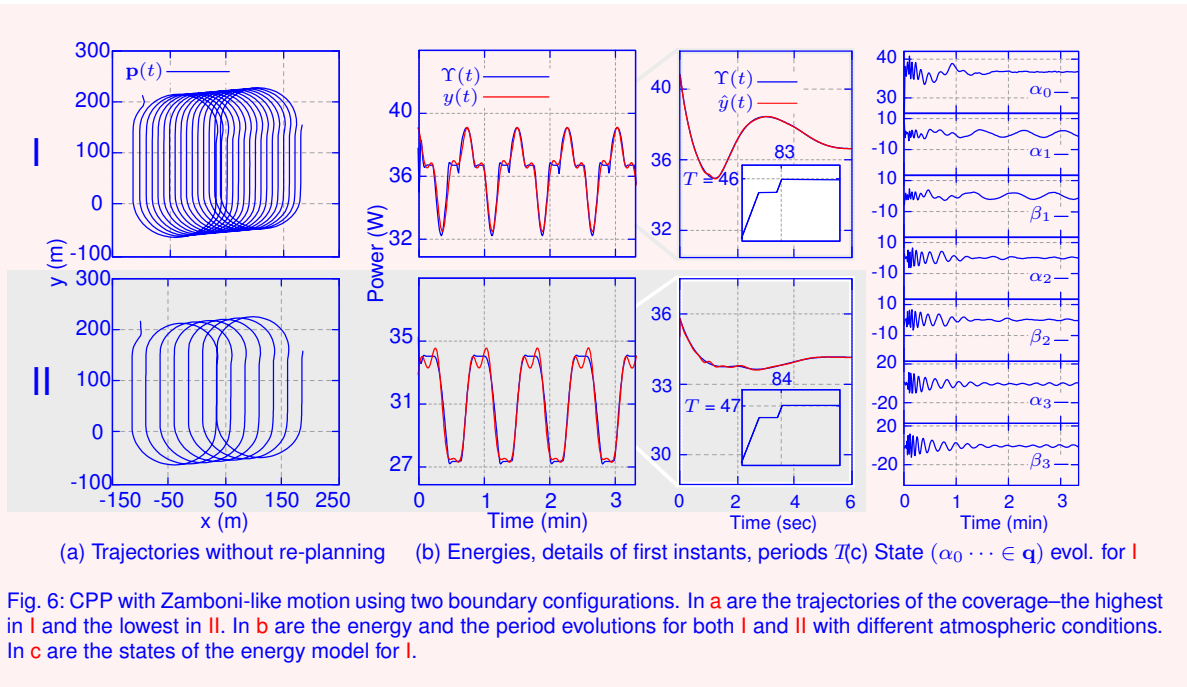 I
II
300
200
100
0
-100
y (m)
p(t)
300
200
100
0
-100
-150 -50 50 150 250
x (m)
Power (W)
39
36
32
ϒ(t)
y(t)
35
31
27
0 1 2 3
Time (min)
40
36
32
ϒ(t)
ŷ(t)
83
T = 46
36
33
30
84
T = 47
0 2 4 6
Time (sec)
40
30
α0
10
-10
α1
10
-10
β1
10
-10
α2
10
-10
β2
20
-20
α3
20
-20
β3
0 1 2 3
Time (min)
(a) Trajectories without re-planning
(b) Energies, details of first instants, periods T
(c) State (α0 ⋯ ∈ q) evol. for I
Fig. 6: CPP with Zamboni-like motion using two boundary configurations. In a are the trajectories of the coverage–the highest
in I and the lowest in II. In b are the energy and the period evolutions for both I and II with different atmospheric conditions.
In c are the states of the energy model for I.